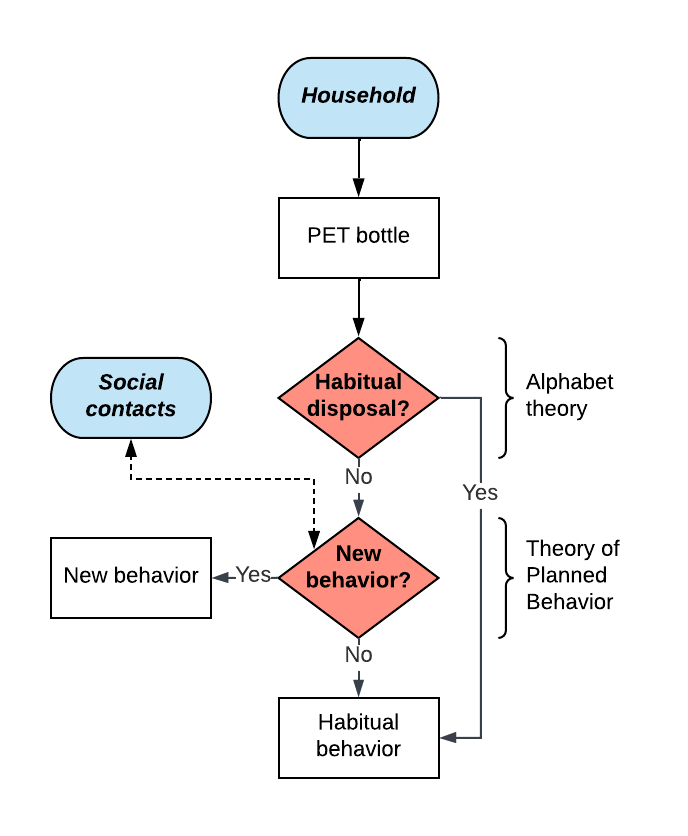 Household
PET bottle
Habitual
disposal?
Alphabet
theory
Social
contacts
No
Yes
New
behavior?
Theory of
Planned
Behavior
New behavior
Yes
No
Habitual
behavior